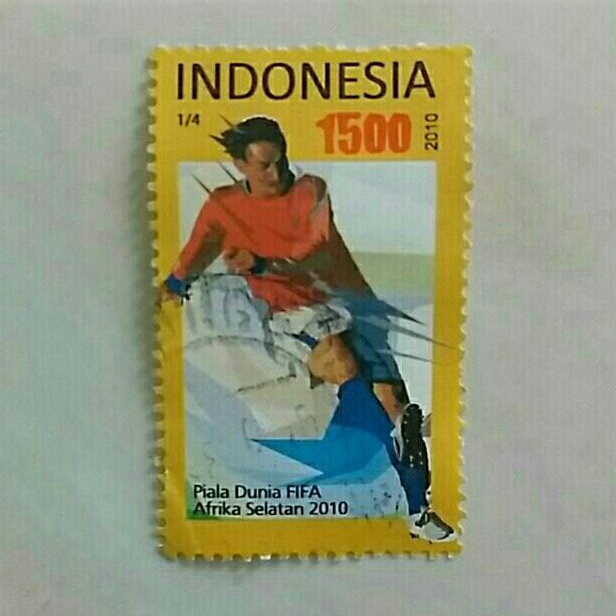 INDONESIA
1/4
1500
2010
Piala Dunia FIFA
Afrika Selatan 2010